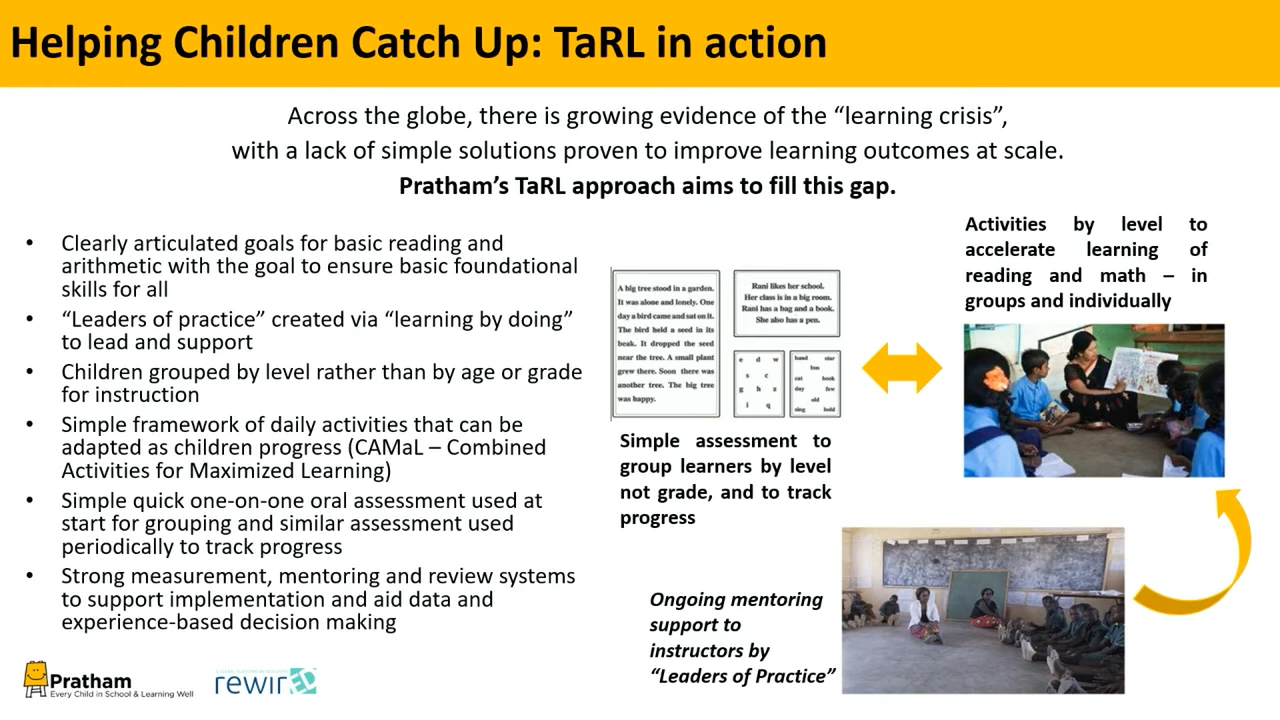 Helping Children Catch Up: TaRL in action
Across the globe, there is growing evidence of the “learning crisis”,
with a lack of simple solutions proven to improve learning outcomes at scale.
Pratham’s TaRL approach aims to fill this gap.
• Clearly articulated goals for basic reading and
arithmetic with the goal to ensure basic foundational
skills for all
• “Leaders of practice” created via “learning by doing”
to lead and support
• Children grouped by level rather than by age or grade
for instruction
• Simple framework of daily activities that can be
adapted as children progress (CAMaL – Combined
Activities for Maximized Learning)
• Simple quick one-on-one oral assessment used at
start for grouping and similar assessment used
periodically to track progress
• Strong measurement, mentoring and review systems
to support implementation and aid data and
experience-based decision making
A big tree stood in a garden.
It was alone and lonely. One
day a bird came and sat on it.
The bird held a seed in its
beak. It dropped the seed
near the tree. A small plant
grew there. Soon there was
another tree. The big tree
was happy.
Rani likes her school.
Her class is in a big room.
Rani has a bag and a book.
She also has a pen.
e d w
s c
g h z
i q
hand star
bus
cat book
day few
old
sing bold
Simple assessment to
group learners by level
not grade, and to track
progress
Activities by level to
accelerate learning of
reading and math – in
groups and individually
Ongoing mentoring
support to
instructors by
“Leaders of Practice”
Pratham
Every Child in School & Learning Well
rewirED